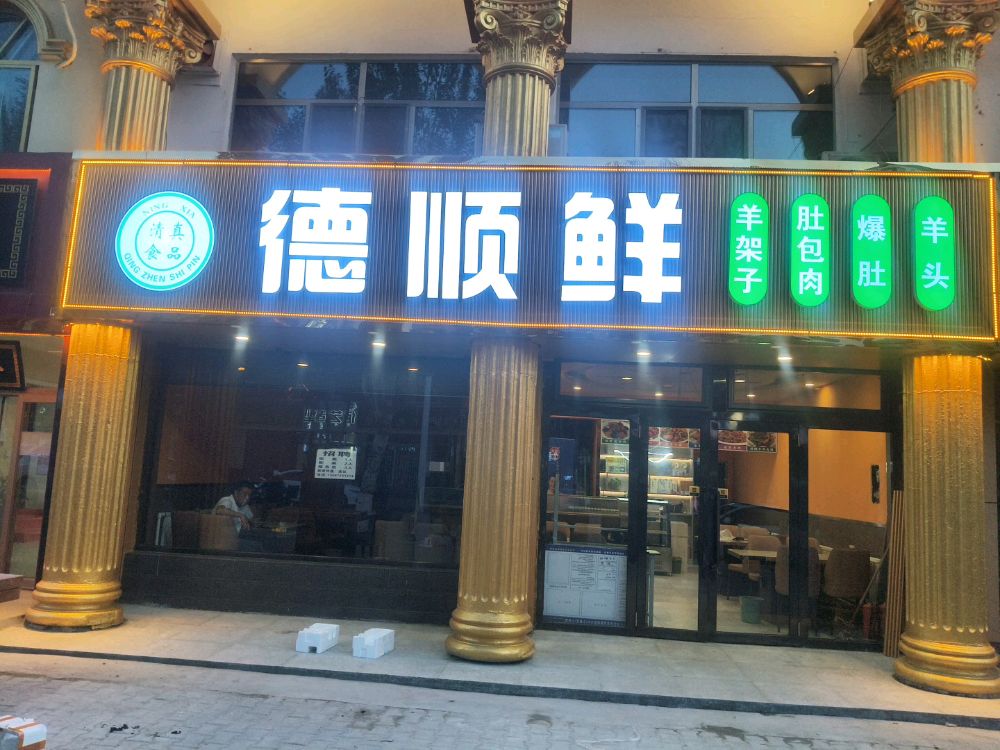 NING XIA
清真
食品
QING ZHEN SHI PIN
德顺鲜
羊架子
肚包肉
爆肚
羊头
招聘